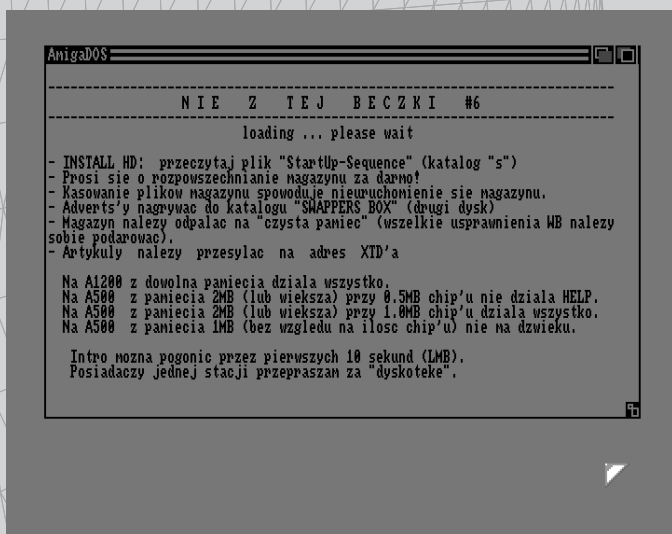 AmigaDOS
N I E   Z   T E J   B E C Z K I   #6
loading ... please wait
- INSTALL HD:  przeczytaj plik "StartUp-Sequence" (katalog "s")
- Prosi sie o rozpowszechnianie magazynu za darmo!
- Kasowanie plikow magazynu spowoduje nieuruchomienie sie magazynu.
- Adverts'y nagrywac do katalogu "SWAPPERS BOX" (drugi dysk)
- Magazyn nalezy odpalac na "czysta pamiec" (wszelkie usprawnienia WB nalezy
sobie podarowac).
- Artykuly  nalezy  przesylac  na  adres  XTD'a
Na A1200 z dowolna pamiecia dziala wszystko.
Na A500  z pamiecia 2MB (lub wieksza) przy 0.5MB chip'u nie dziala HELP.
Na A500  z pamiecia 2MB (lub wieksza) przy 1.0MB chip'u dziala wszystko.
Na A500  z pamiecia 1MB (bez wzgledu na ilosc chip'u) nie ma dzwieku.
Intro mozna pogonic przez pierwszych 10 sekund (LMB).
Posiadaczy jednej stacji przepraszam za "dyskoteke".